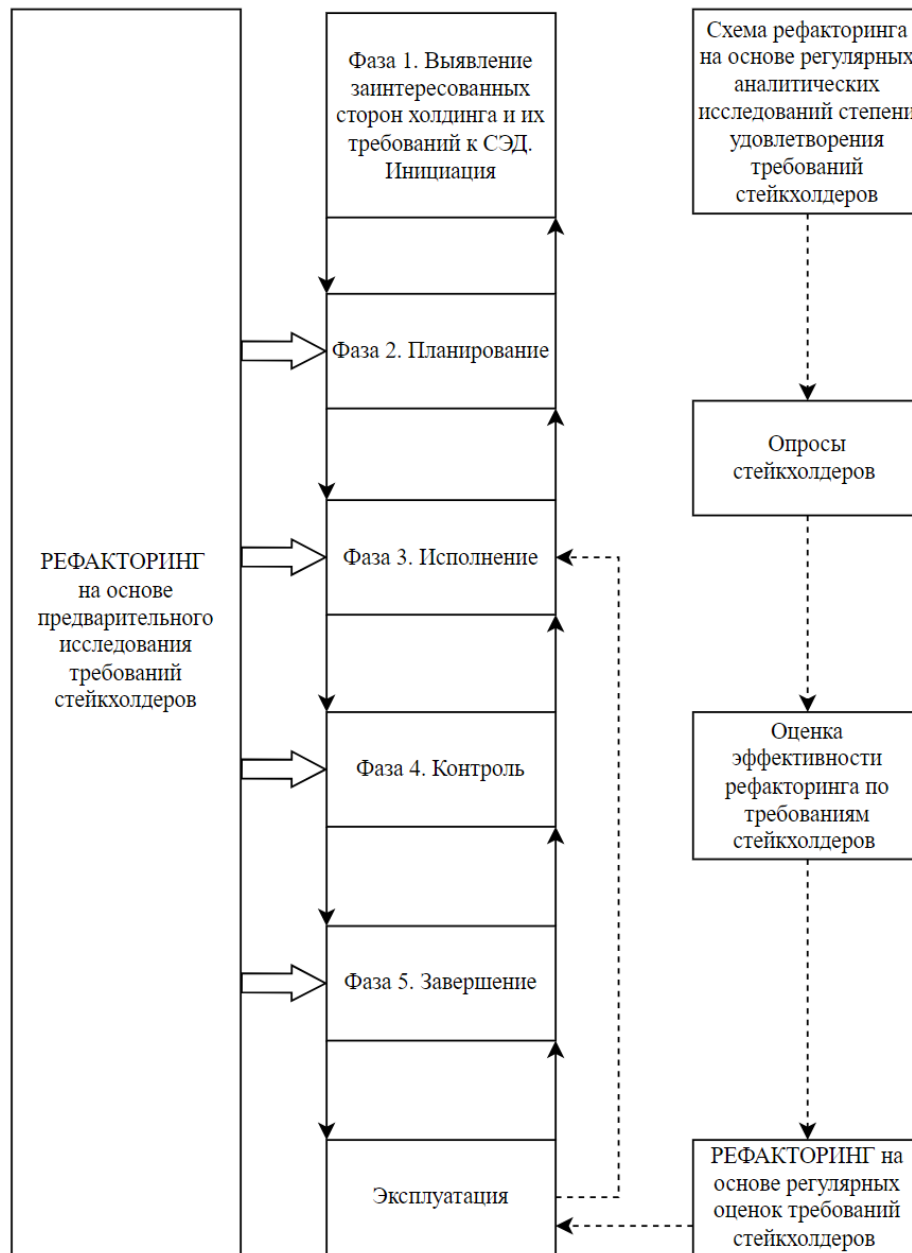 РЕФАКТОРИНГ
на основе
предварительного
исследования
требований
стейкхолдеров
Фаза 1. Выявление
заинтересованных
сторон холдинга и их
требований к СЭД.
Инициация
Фаза 2. Планирование
Фаза 3. Исполнение
Фаза 4. Контроль
Фаза 5. Завершение
Эксплуатация
Схема рефакторинга
на основе регулярных
аналитических
исследований степени
удовлетворения
требований
стейкхолдеров
Опросы
стейкхолдеров
Оценка
эффективности
рефакторинга по
требованиям
стейкхолдеров
РЕФАКТОРИНГ на
основе регулярных
оценок требований
стейкхолдеров